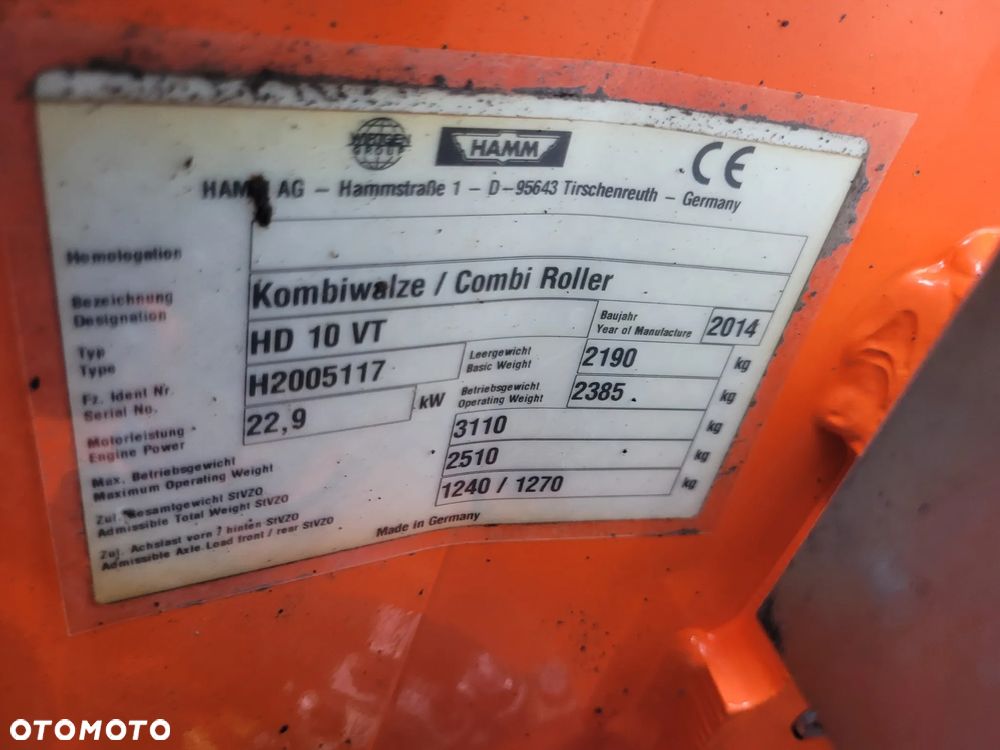 WIRTGEN GROUP
HAMM
CE
HAMM AG – Hammstraße 1 – D–95643 Tirschenreuth – Germany
Homologation
Bezeichnung
Designation
Kombiwalze / Combi Roller
Typ
Type
HD 10 VT
Baujahr
Year of Manufacture
2014
Fz. Ident Nr.
Serial No.
H2005117
Leergewicht
Basic Weight
2190
kg
Motorleistung
Engine Power
22,9
kW
Betriebsgewicht
Operating Weight
2385
kg
Max. Betriebsgewicht
Maximum Operating Weight
3110
kg
Zul. Gesamtgewicht StVZO
Admissible Total Weight StVZO
2510
kg
Zul. Achslast vorn / hinten StVZO
Admissible Axle Load front / rear StVZO
1240 / 1270
kg
Made in Germany
OTOMOTO